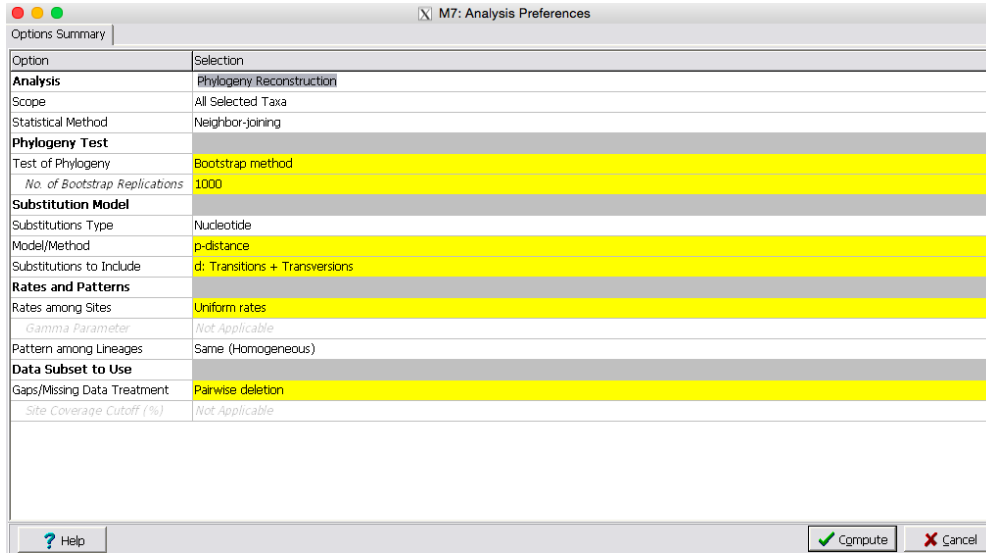 M7: Analysis Preferences
Options Summary
Option Selection
Analysis Phylogeny Reconstruction
Scope All Selected Taxa
Statistical Method Neighbor-joining
Phylogeny Test
Test of Phylogeny Bootstrap method
No. of Bootstrap Replications 1000
Substitution Model
Substitutions Type Nucleotide
Model/Method p-distance
Substitutions to Include d: Transitions + Transversions
Rates and Patterns
Rates among Sites Uniform rates
Gamma Parameter Not Applicable
Pattern among Lineages Same (Homogeneous)
Data Subset to Use
Gaps/Missing Data Treatment Pairwise deletion
Site Coverage Cutoff (%) Not Applicable
? Help Compute Cancel